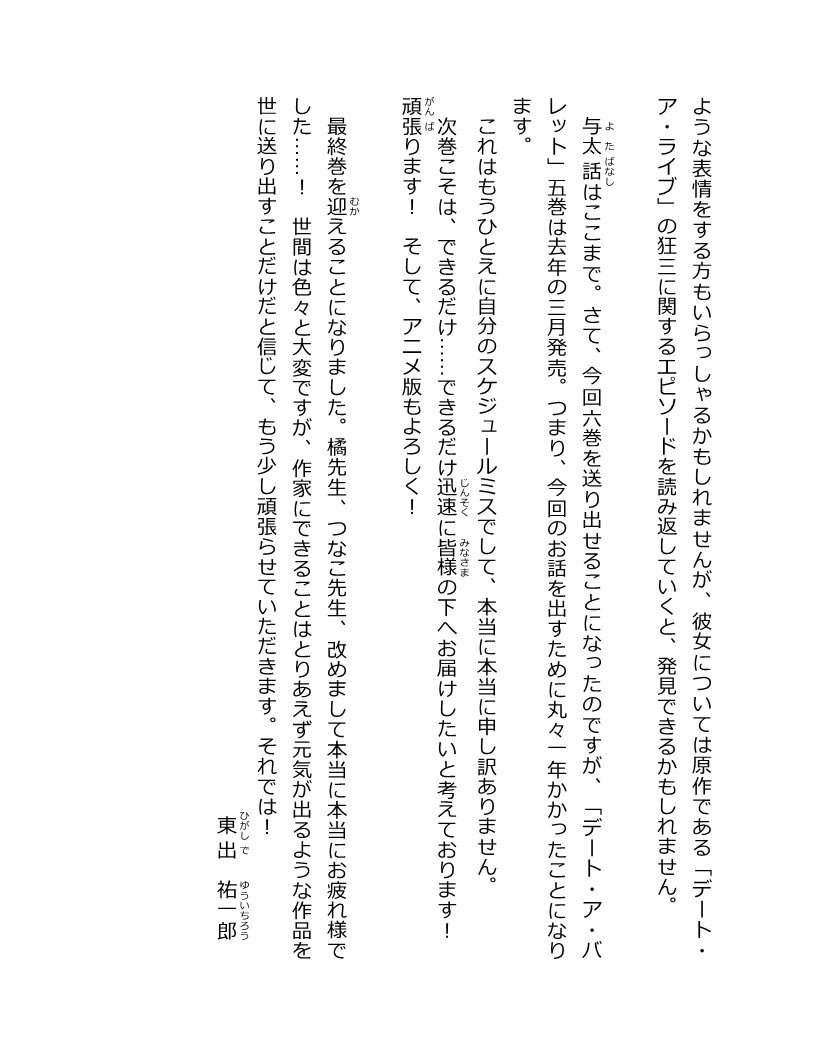 ような表情をする方もいらっしゃるかもしれませんが、彼女については原作である「デート・
ア・ライブ」の狂三に関するエピソードを読み返していくと、発見できるかもしれません。
与太話はここまで。さて、今回六巻を送り出せることになったのですが、「デート・ア・バ
レット」五巻は去年の三月発売。つまり、今回のお話を出すために丸々一年かかったことになり
ます。
これはもうひとえに自分のスケジュールミスでして、本当に本当に申し訳ありません。
次巻こそは、できるだけ……できるだけ迅速に皆様の下へお届けしたいと考えております！
頑張ります！　そして、アニメ版もよろしく！
最終巻を迎えることになりました。橘先生、つなこ先生、改めまして本当に本当にお疲れ様で
した……！　世間は色々と大変ですが、作家にできることはとりあえず元気が出るような作品を
世に送り出すことだけだと信じて、もう少し頑張らせていただきます。それでは！
東出　祐一郎